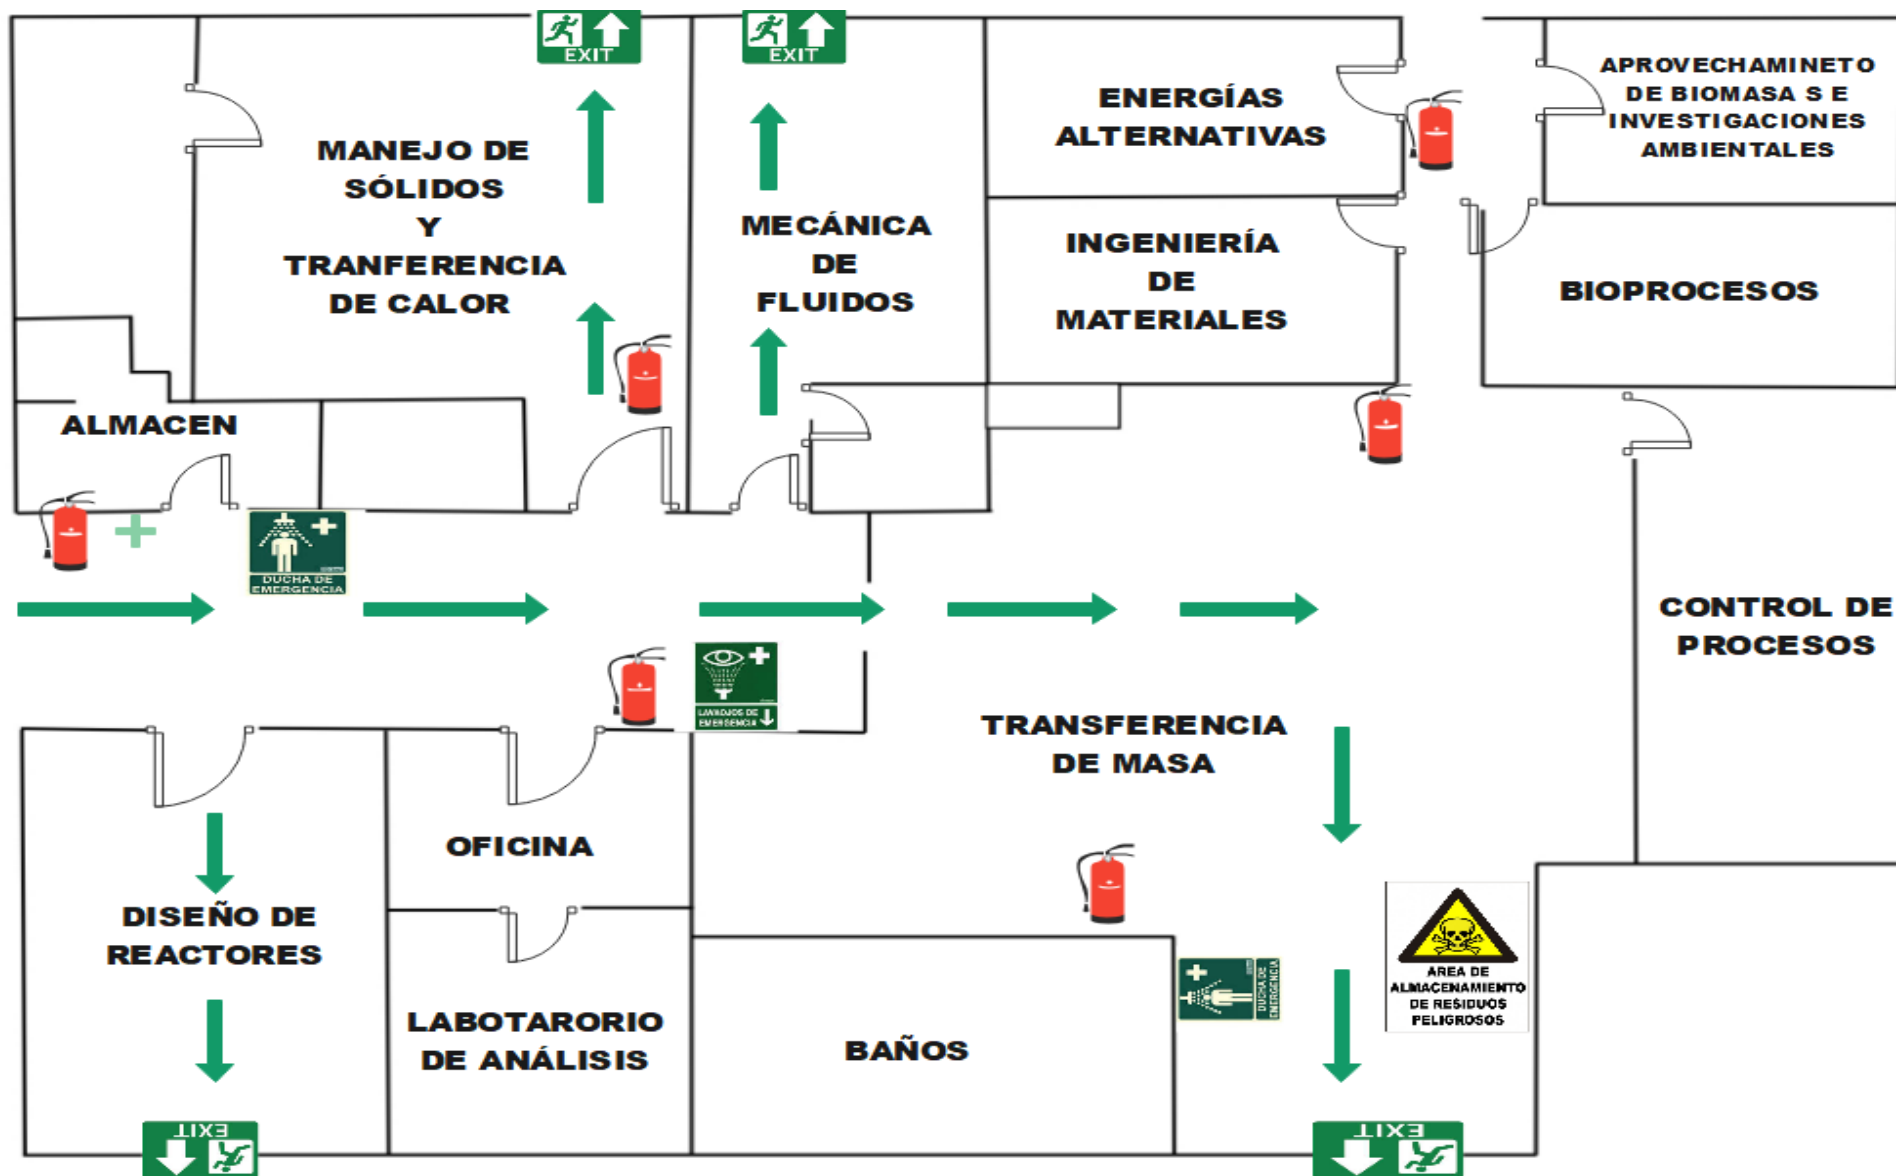 EXIT
EXIT
APROVECHAMINETO
DE BIOMASA S E
INVESTIGACIONES
AMBIENTALES
ENERGÍAS
ALTERNATIVAS
MANEJO DE
SÓLIDOS
Y
TRANFERENCIA
DE CALOR
MECÁNICA
DE
FLUIDOS
INGENIERÍA
DE
MATERIALES
BIOPROCESOS
ALMACEN
DUCHA DE
EMERGENCIA
CONTROL DE
PROCESOS
LAVAOJOS DE
EMERGENCIA
TRANSFERENCIA
DE MASA
OFICINA
DISEÑO DE
REACTORES
AREA DE
ALMACENAMIENTO
DE RESIDUOS
PELIGROSOS
DUCHA DE
EMERGENCIA
LABOTARORIO
DE ANÁLISIS
BAÑOS
EXIT
EXIT